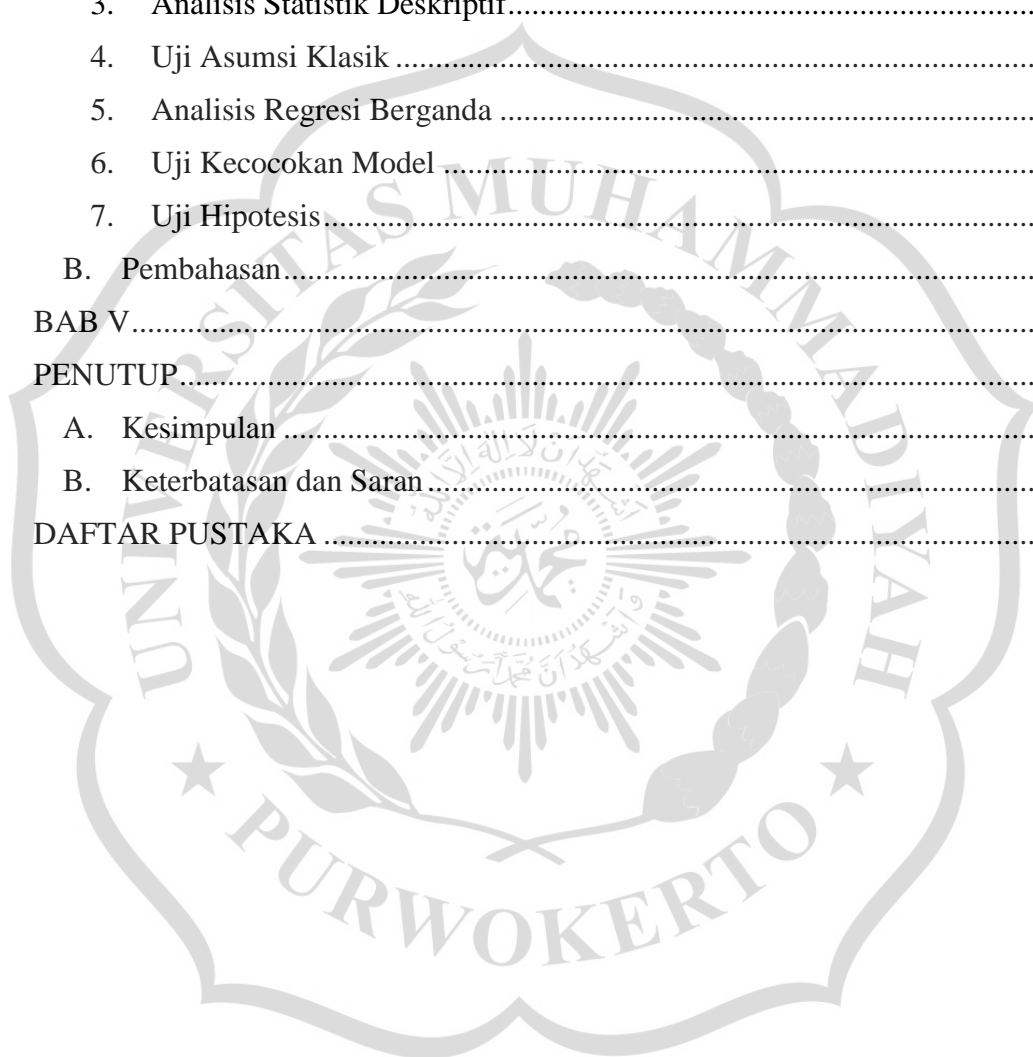 3. Analisis Statistik Deskriptif
4. Uji Asumsi Klasik
5. Analisis Regresi Berganda
6. Uji Kecocokan Model
7. Uji Hipotesis
B. Pembahasan
BAB V
PENUTUP
A. Kesimpulan
B. Keterbatasan dan Saran
DAFTAR PUSTAKA
UNIVERSITAS MUHAMMADIYAH
PURWOKERTO